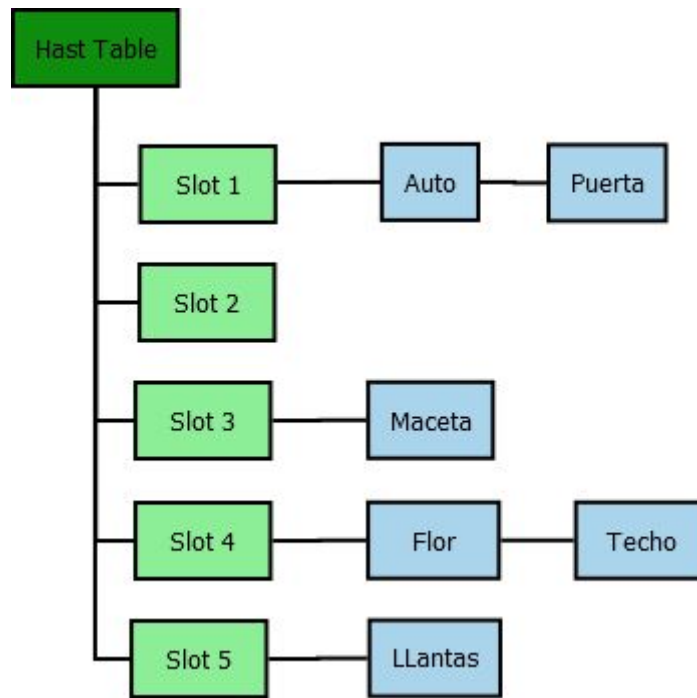 Hast Table
Slot 1 Auto Puerta
Slot 2
Slot 3 Maceta
Slot 4 Flor Techo
Slot 5 LLantas